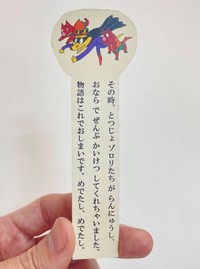 その時、とつじょ ゾロリたちが らんにゅうし、
おなら で ぜんぶ かいけつ してくれちゃいました。
物語はこれでおしまいです。めでたし、めでたし。